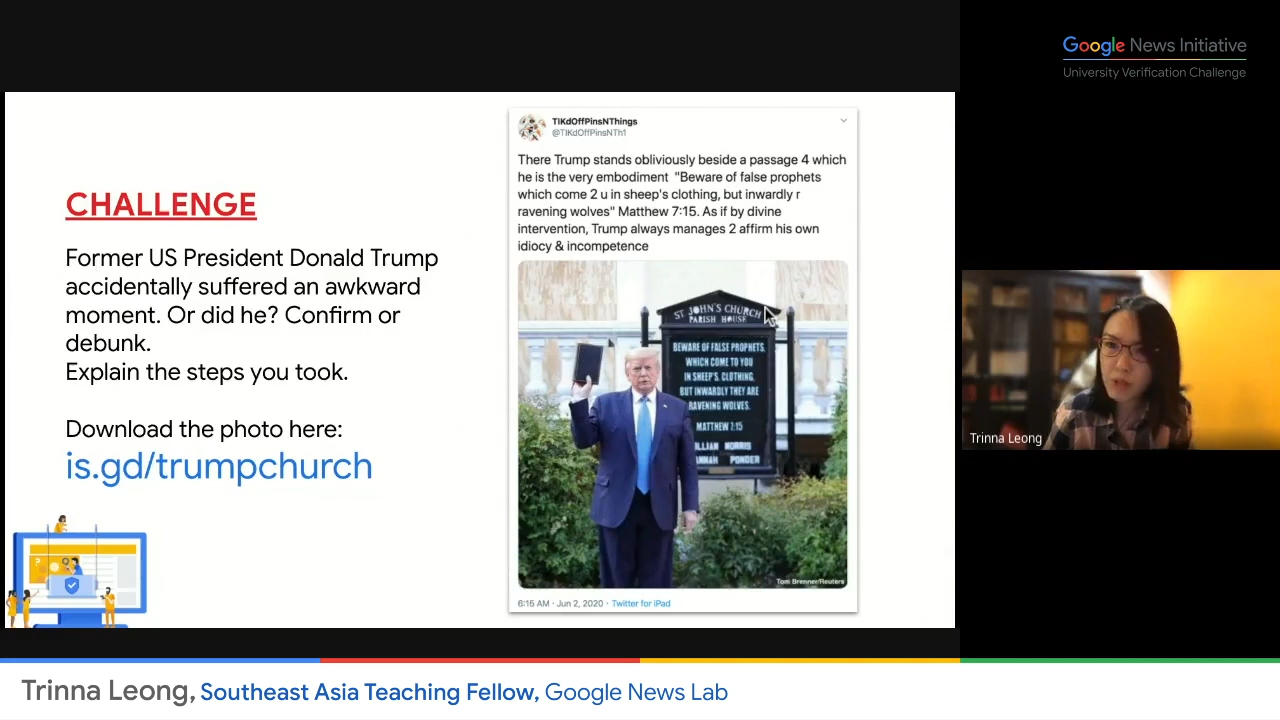 Google News Initiative
University Verification Challenge
CHALLENGE
Former US President Donald Trump
accidentally suffered an awkward
moment. Or did he? Confirm or
debunk.
Explain the steps you took.
Download the photo here:
is.gd/trumpchurch
TIKdOffPinsNThings
@TIKdOffPinsNTh1
There Trump stands obliviously beside a passage 4 which
he is the very embodiment "Beware of false prophets
which come 2 u in sheep's clothing, but inwardly r
ravening wolves" Matthew 7:15. As if by divine
intervention, Trump always manages 2 affirm his own
idiocy & incompetence
ST JOHN'S CHURCH
PARISH HOUSE
BEWARE OF FALSE PROPHETS,
WHICH COME TO YOU
IN SHEEP'S CLOTHING,
BUT INWARDLY THEY ARE
RAVENING WOLVES.
MATTHEW 7:15
ILLIAM MORRIS
ANNAH PONDER
Tom Brenner/Reuters
6:15 AM · Jun 2, 2020 · Twitter for iPad
Trinna Leong
Trinna Leong, Southeast Asia Teaching Fellow, Google News Lab